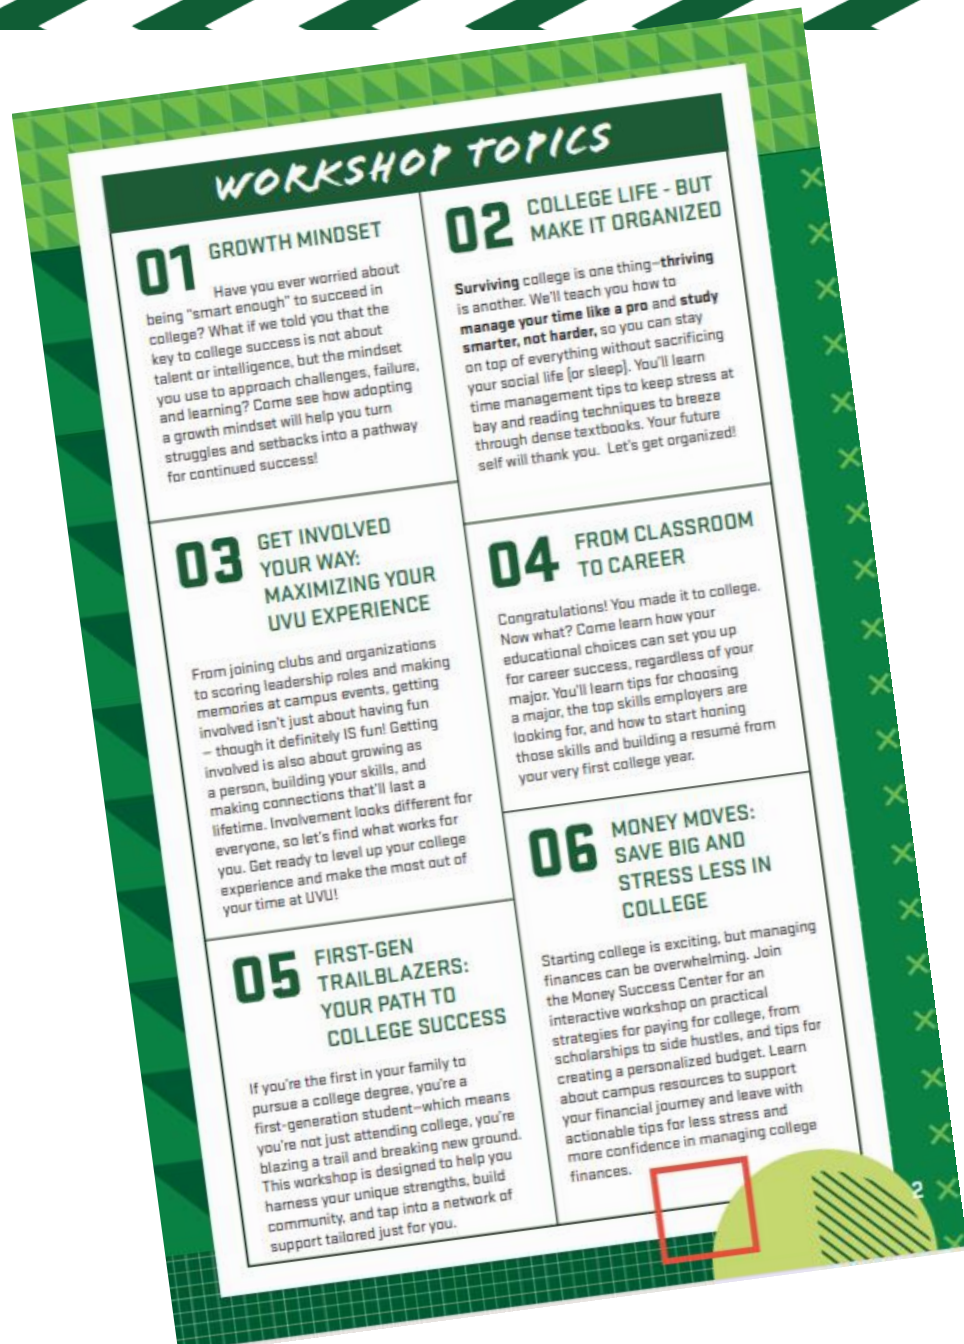 WORKSHOP TOPICS
01 GROWTH MINDSET
Have you ever worried about
being "smart enough" to succeed in
college? What if we told you that the
key to college success is not about
talent or intelligence, but the mindset
you use to approach challenges, failure,
and learning? Come see how adopting
a growth mindset will help you turn
struggles and setbacks into a pathway
for continued success!
02 COLLEGE LIFE - BUT
MAKE IT ORGANIZED
Surviving college is one thing–thriving
is another. We'll teach you how to
manage your time like a pro and study
smarter, not harder, so you can stay
on top of everything without sacrificing
your social life (or sleep). You'll learn
time management tips to keep stress at
bay and reading techniques to breeze
through dense textbooks. Your future
self will thank you. Let's get organized!
03 GET INVOLVED
YOUR WAY:
MAXIMIZING YOUR
UVU EXPERIENCE
From joining clubs and organizations
to scoring leadership roles and making
memories at campus events, getting
involved isn't just about having fun
– though it definitely IS fun! Getting
involved is also about growing as
a person, building your skills, and
making connections that'll last a
lifetime. Involvement looks different for
everyone, so let's find what works for
you. Get ready to level up your college
experience and make the most out of
your time at UVU!
04 FROM CLASSROOM
TO CAREER
Congratulations! You made it to college.
Now what? Come learn how your
educational choices can set you up
for career success, regardless of your
major. You'll learn tips for choosing
a major, the top skills employers are
looking for, and how to start honing
those skills and building a resumé from
your very first college year.
05 FIRST-GEN
TRAILBLAZERS:
YOUR PATH TO
COLLEGE SUCCESS
If you're the first in your family to
pursue a college degree, you're a
first-generation student–which means
you're not just attending college, you're
blazing a trail and breaking new ground.
This workshop is designed to help you
harness your unique strengths, build
community, and tap into a network of
support tailored just for you.
06 MONEY MOVES:
SAVE BIG AND
STRESS LESS IN
COLLEGE
Starting college is exciting, but managing
finances can be overwhelming. Join
the Money Success Center for an
interactive workshop on practical
strategies for paying for college, from
scholarships to side hustles, and tips for
creating a personalized budget. Learn
about campus resources to support
your financial journey and leave with
actionable tips for less stress and
more confidence in managing college
finances.
2